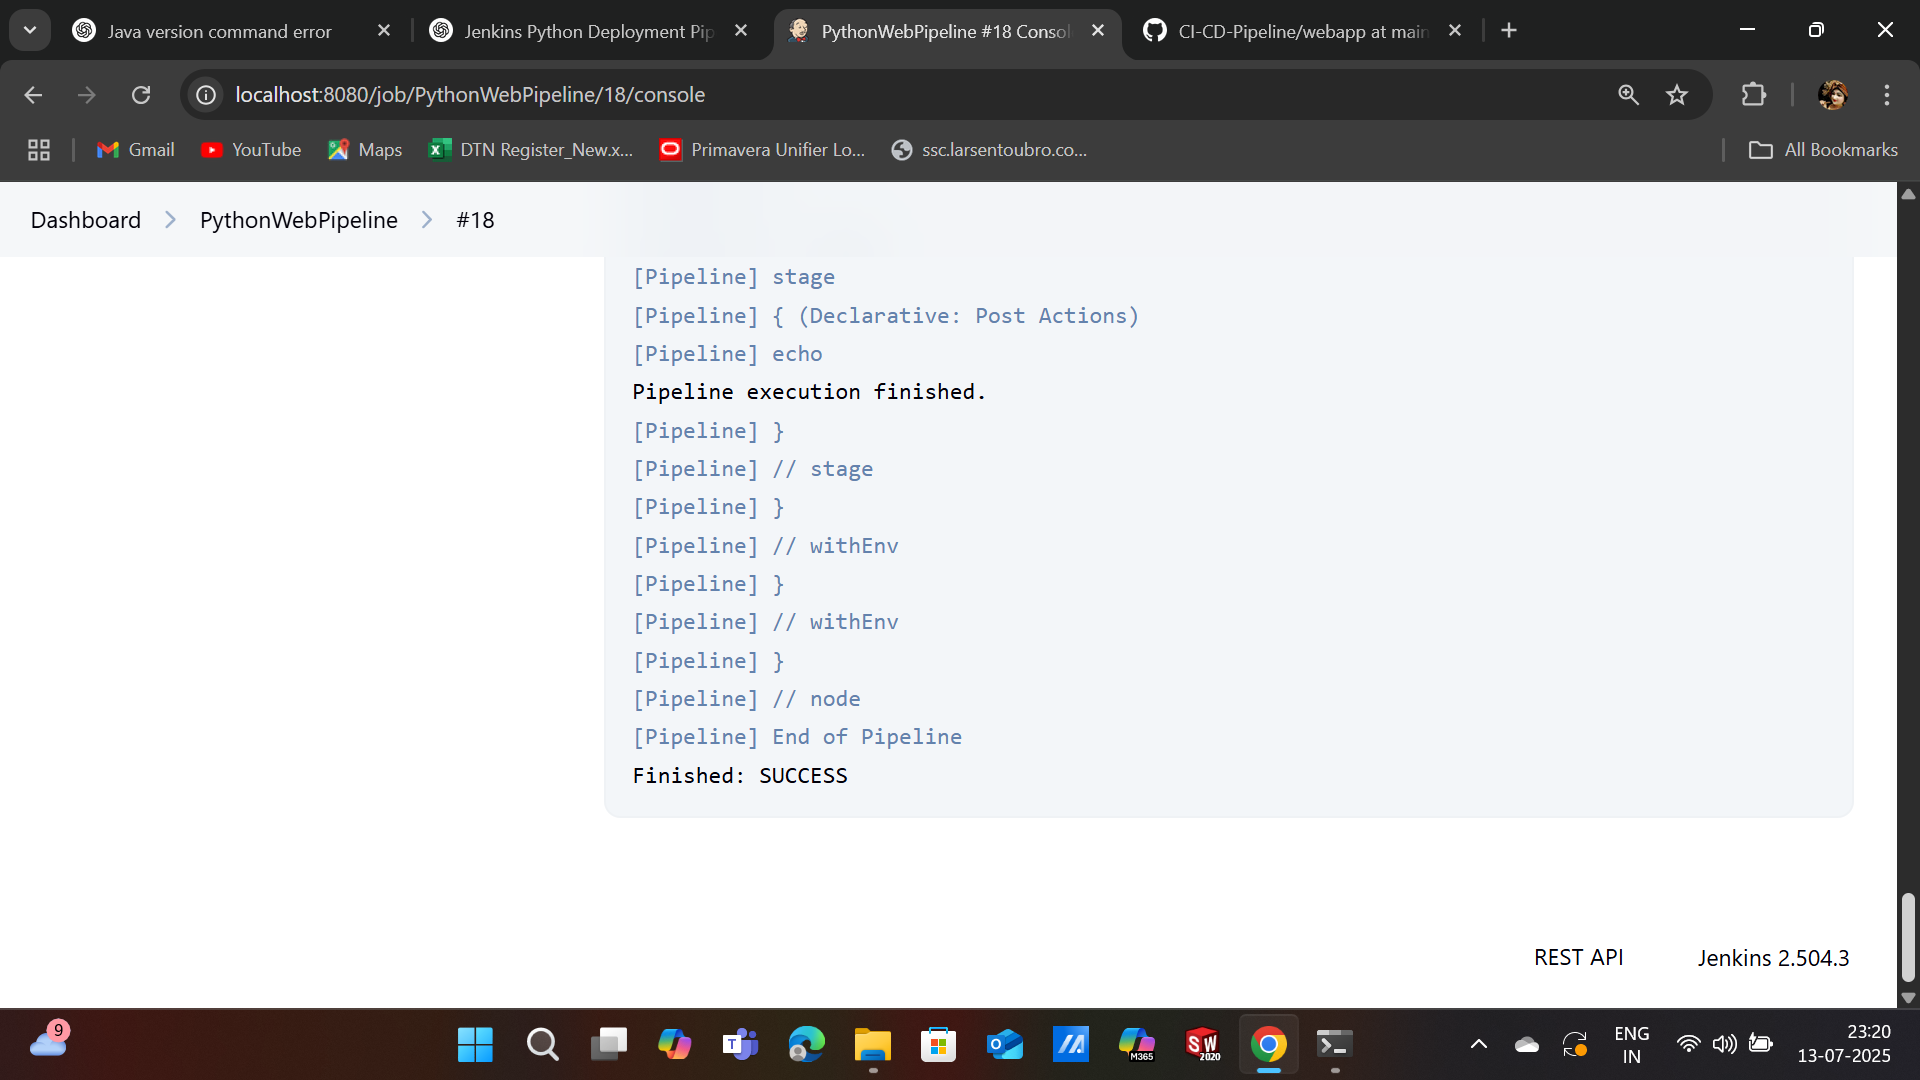 Java version command error
Jenkins Python Deployment Pip
PythonWebPipeline #18 Consol
CI-CD-Pipeline/webapp at main
localhost:8080/job/PythonWebPipeline/18/console
Gmail
YouTube
Maps
DTN Register_New.x...
Primavera Unifier Lo...
ssc.larsentoubro.co...
All Bookmarks
Dashboard
PythonWebPipeline
#18
[Pipeline] stage
[Pipeline] { (Declarative: Post Actions)
[Pipeline] echo
Pipeline execution finished.
[Pipeline] }
[Pipeline] // stage
[Pipeline] }
[Pipeline] // withEnv
[Pipeline] }
[Pipeline] // withEnv
[Pipeline] }
[Pipeline] // node
[Pipeline] End of Pipeline
Finished: SUCCESS
REST API
Jenkins 2.504.3
9
M365
SW
2020
ENG
IN
23:20
13-07-2025